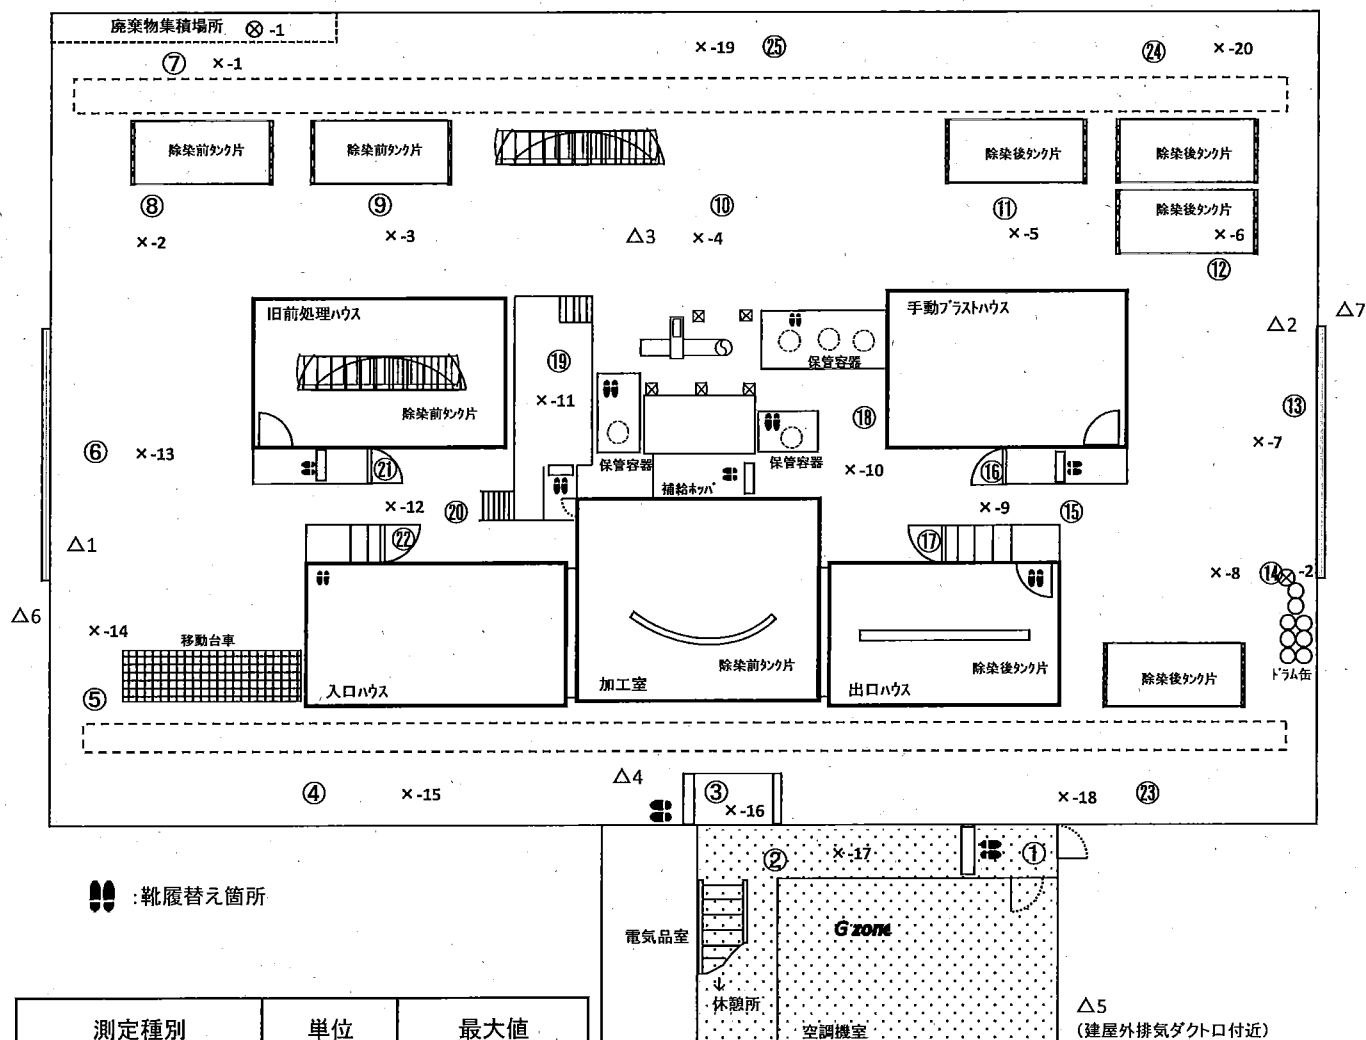 廃棄物集積場所 ⊗-1
⑦ ×-1
×-19 ㉕
㉔ ×-20
除染前タンク片
除染前タンク片
除染後タンク片
除染後タンク片
除染後タンク片
⑧
⑨
⑩
⑪
×-2
×-3
△3 ×-4
×-5
×-6
⑫
旧前処理ハウス
手動ブラストハウス
△7
△2
⑲
保管容器
除染前タンク片
×-11
⑱
⑬
×-7
⑥ ×-13
㉑
保管容器
保管容器
×-10
⑯
補給ホッパ
×-12 ⑳
×-9 ⑮
△1
㉒
⑰
×-8 ⑭ ⊗-2
△6
×-14
移動台車
⑤
入口ハウス
加工室
除染前タンク片
出口ハウス
除染後タンク片
除染後タンク片
ドラム缶
④ ×-15
△4
③ ×-16
×-18 ㉓
② ×-17 ①
:靴履替え箇所
電気品室
G zone
休憩所
空調機室
△5
(建屋外排気ダクト口付近)
測定種別 単位 最大値